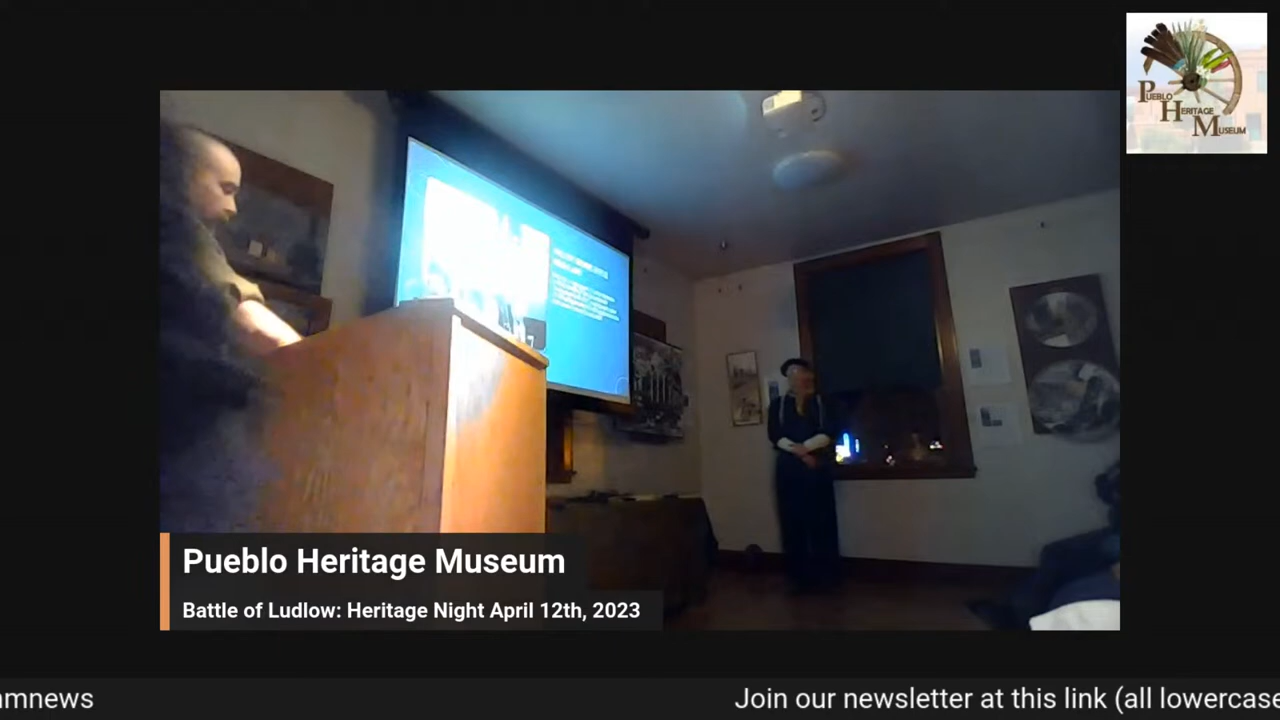 Pueblo
Heritage
Museum
Pueblo Heritage Museum
Battle of Ludlow: Heritage Night April 12th, 2023
mnews
Join our newsletter at this link (all lowercase